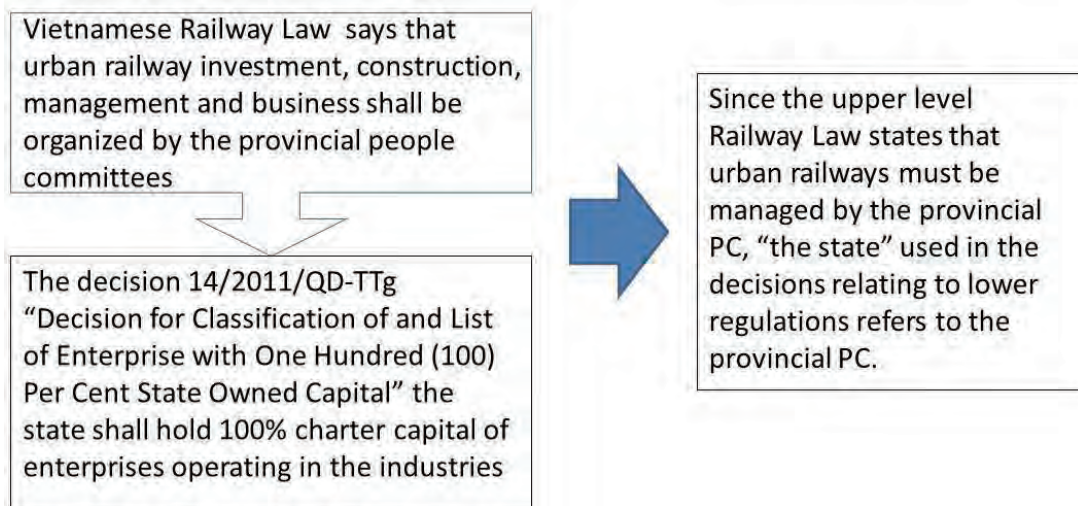 Vietnamese Railway Law says that
urban railway investment, construction,
management and business shall be
organized by the provincial people
committees
The decision 14/2011/QD-TTg
“Decision for Classification of and List
of Enterprise with One Hundred (100)
Per Cent State Owned Capital” the
state shall hold 100% charter capital of
enterprises operating in the industries
Since the upper level
Railway Law states that
urban railways must be
managed by the provincial
PC, “the state” used in the
decisions relating to lower
regulations refers to the
provincial PC.